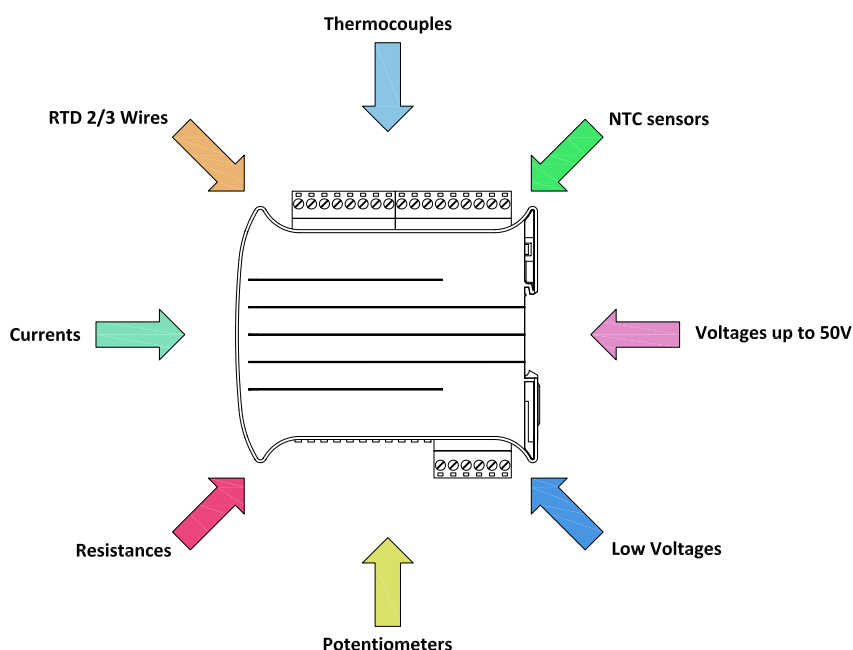 Thermocouples
RTD 2/3 Wires
NTC sensors
Currents
Voltages up to 50V
Resistances
Low Voltages
Potentiometers